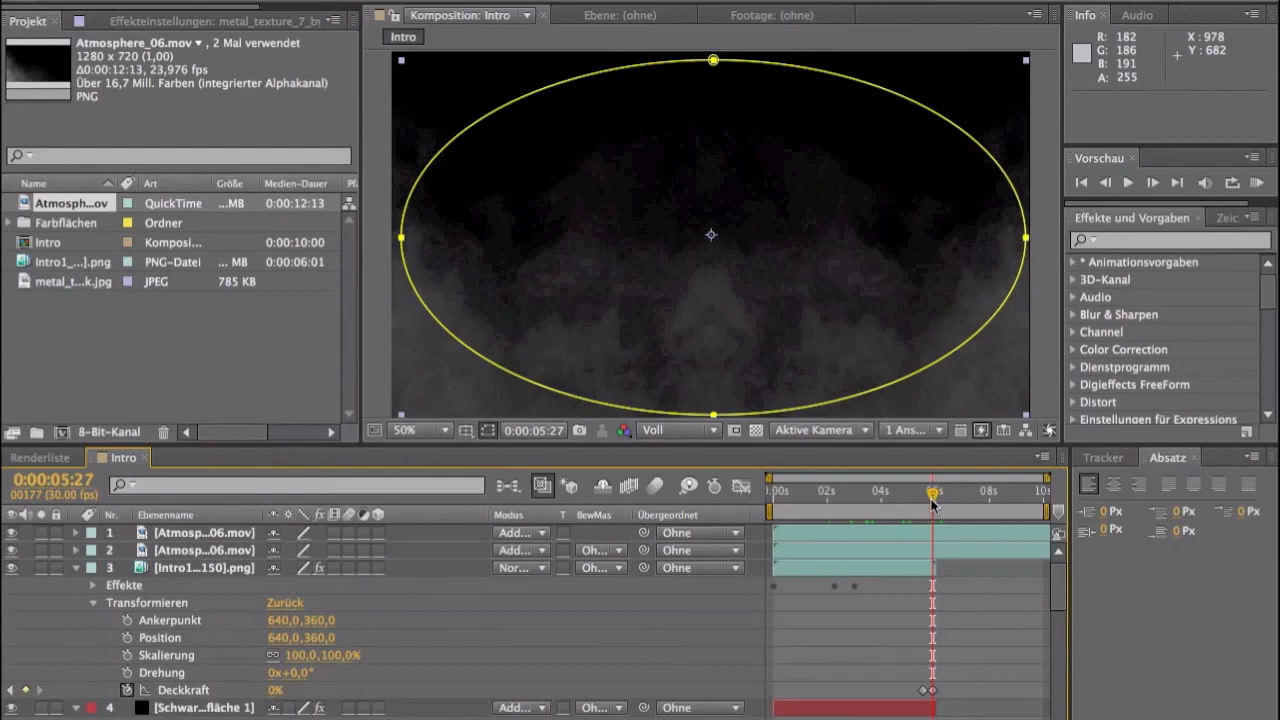 Projekt
Effekteinstellungen: metal_texture_7_by
Atmosphere_06.mov , 2 Mal verwendet
1280 x 720 (1,00)
Δ0:00:12:13, 23,976 fps
Über 16,7 Mill. Farben (integrierter Alphakanal)
PNG
Name Art Größe Medien-Dauer
Atmosph...ov QuickTime ...MB 0:00:12:13
Farbflächen Ordner
Intro Komposi... 0:00:10:00
Intro1_...].png PNG-Datei ... MB 0:00:06:01
metal_t...k.jpg JPEG 785 KB
8-Bit-Kanal
Komposition: Intro
Ebene: (ohne)
Footage: (ohne)
Intro
50% 0:00:05:27 Voll Aktive Kamera 1 Ans...
Info Audio
R: 182
G: 186
B: 191
A: 255
X: 978
Y: 682
Vorschau
Effekte und Vorgaben Zeic
* Animationsvorgaben
3D-Kanal
Audio
Blur & Sharpen
Channel
Color Correction
Dienstprogramm
Digieffects FreeForm
Distort
Einstellungen für Expressions
Renderliste Intro
0:00:05:27
00177 (30.00 fps)
:00s 02s 04s 08s 10s
Nr. Ebenenname Modus T BewMas Übergeordnet
1 [Atmosp...06.mov] Add... Ohne
2 [Atmosp...06.mov] Add... Oh... Ohne
3 [Intro1...150].png] Nor... Oh... Ohne
Effekte
Transformieren Zurück
Ankerpunkt 640,0,360,0
Position 640,0,360,0
Skalierung 100,0,100,0%
Drehung 0x+0,0°
Deckkraft 0%
4 [Schwar...fläche 1] Add... Oh... Ohne
Tracker Absatz
0 Px 0 Px 0 Px
0 Px 0 Px